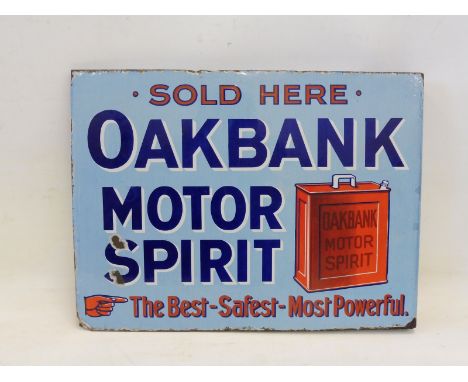 · SOLD HERE ·
OAKBANK
MOTOR
SPIRIT
OAKBANK
MOTOR
SPIRIT
The Best-Safest-Most Powerful.